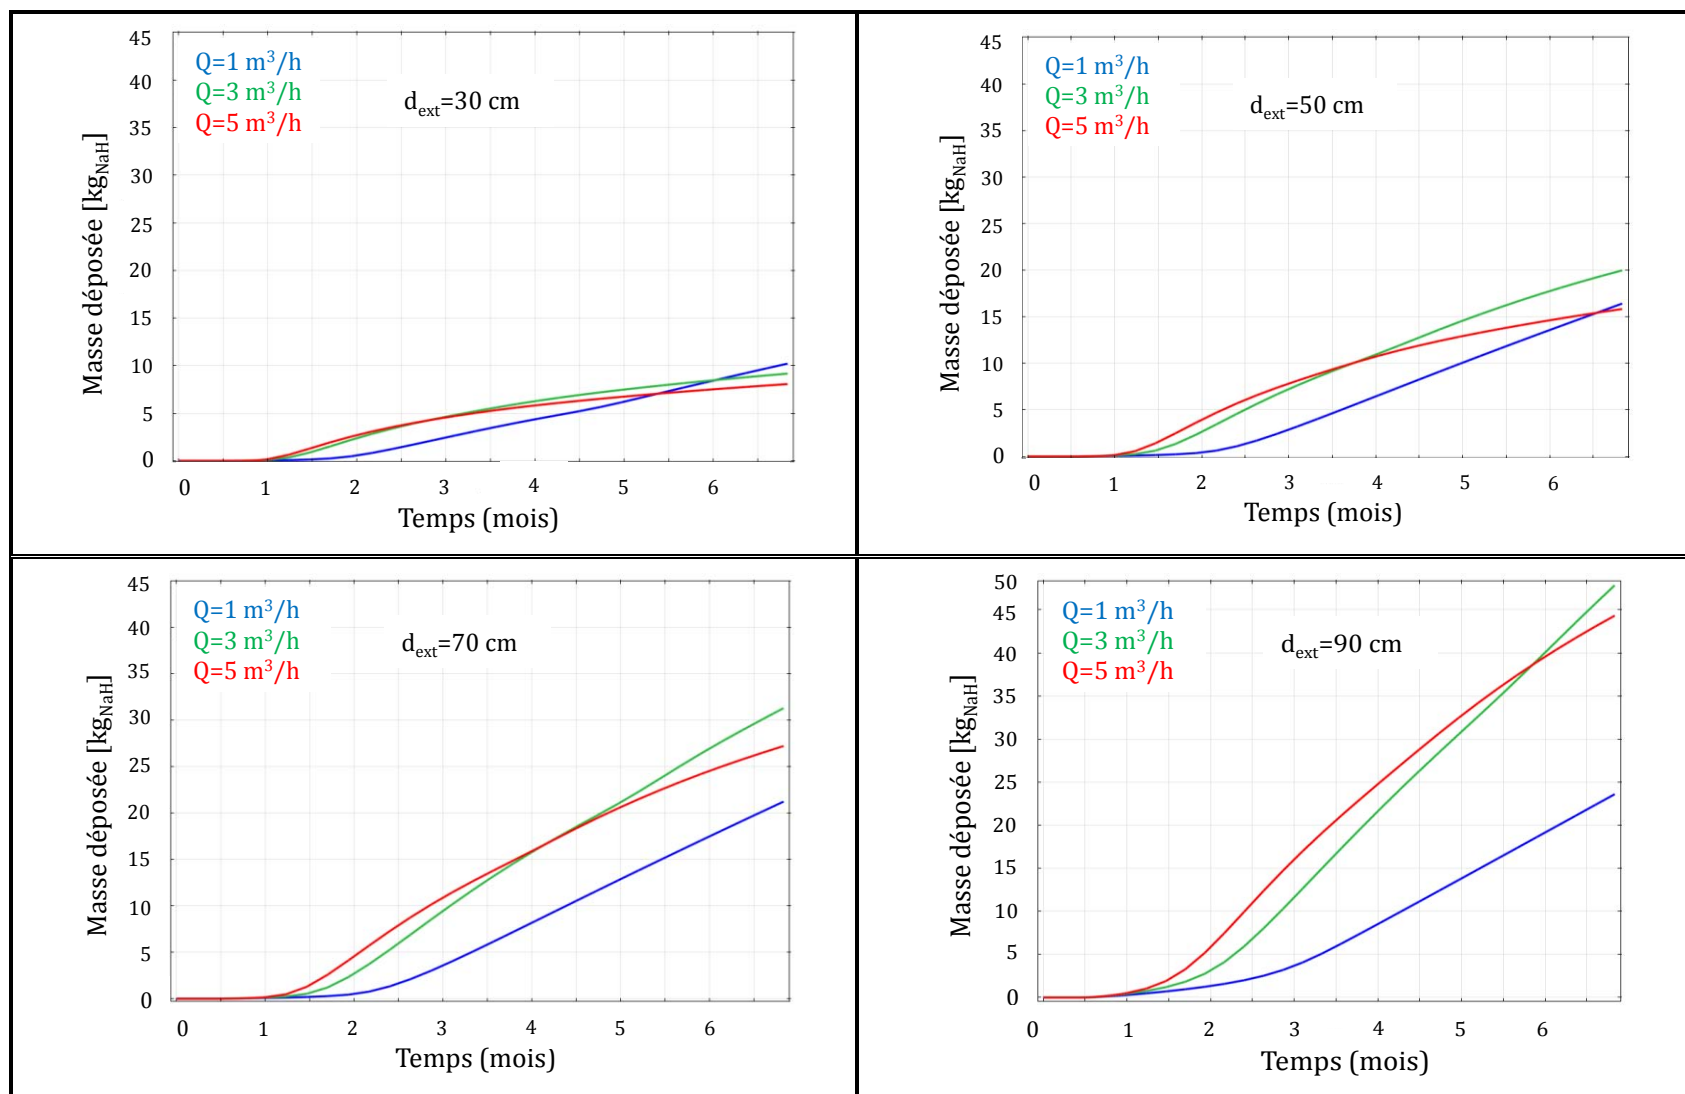 45
40
35
30
25
20
15
10
5
0
Masse déposée [kg_NaH]
Q=1 m³/h
Q=3 m³/h
Q=5 m³/h
d_ext=30 cm
0 1 2 3 4 5 6
Temps (mois)
45
40
35
30
25
20
15
10
5
0
Masse déposée [kg_NaH]
Q=1 m³/h
Q=3 m³/h
Q=5 m³/h
d_ext=50 cm
0 1 2 3 4 5 6
Temps (mois)
45
40
35
30
25
20
15
10
5
0
Masse déposée [kg_NaH]
Q=1 m³/h
Q=3 m³/h
Q=5 m³/h
d_ext=70 cm
0 1 2 3 4 5 6
Temps (mois)
50
45
40
35
30
25
20
15
10
5
0
Masse déposée [kg_NaH]
Q=1 m³/h
Q=3 m³/h
Q=5 m³/h
d_ext=90 cm
0 1 2 3 4 5 6
Temps (mois)